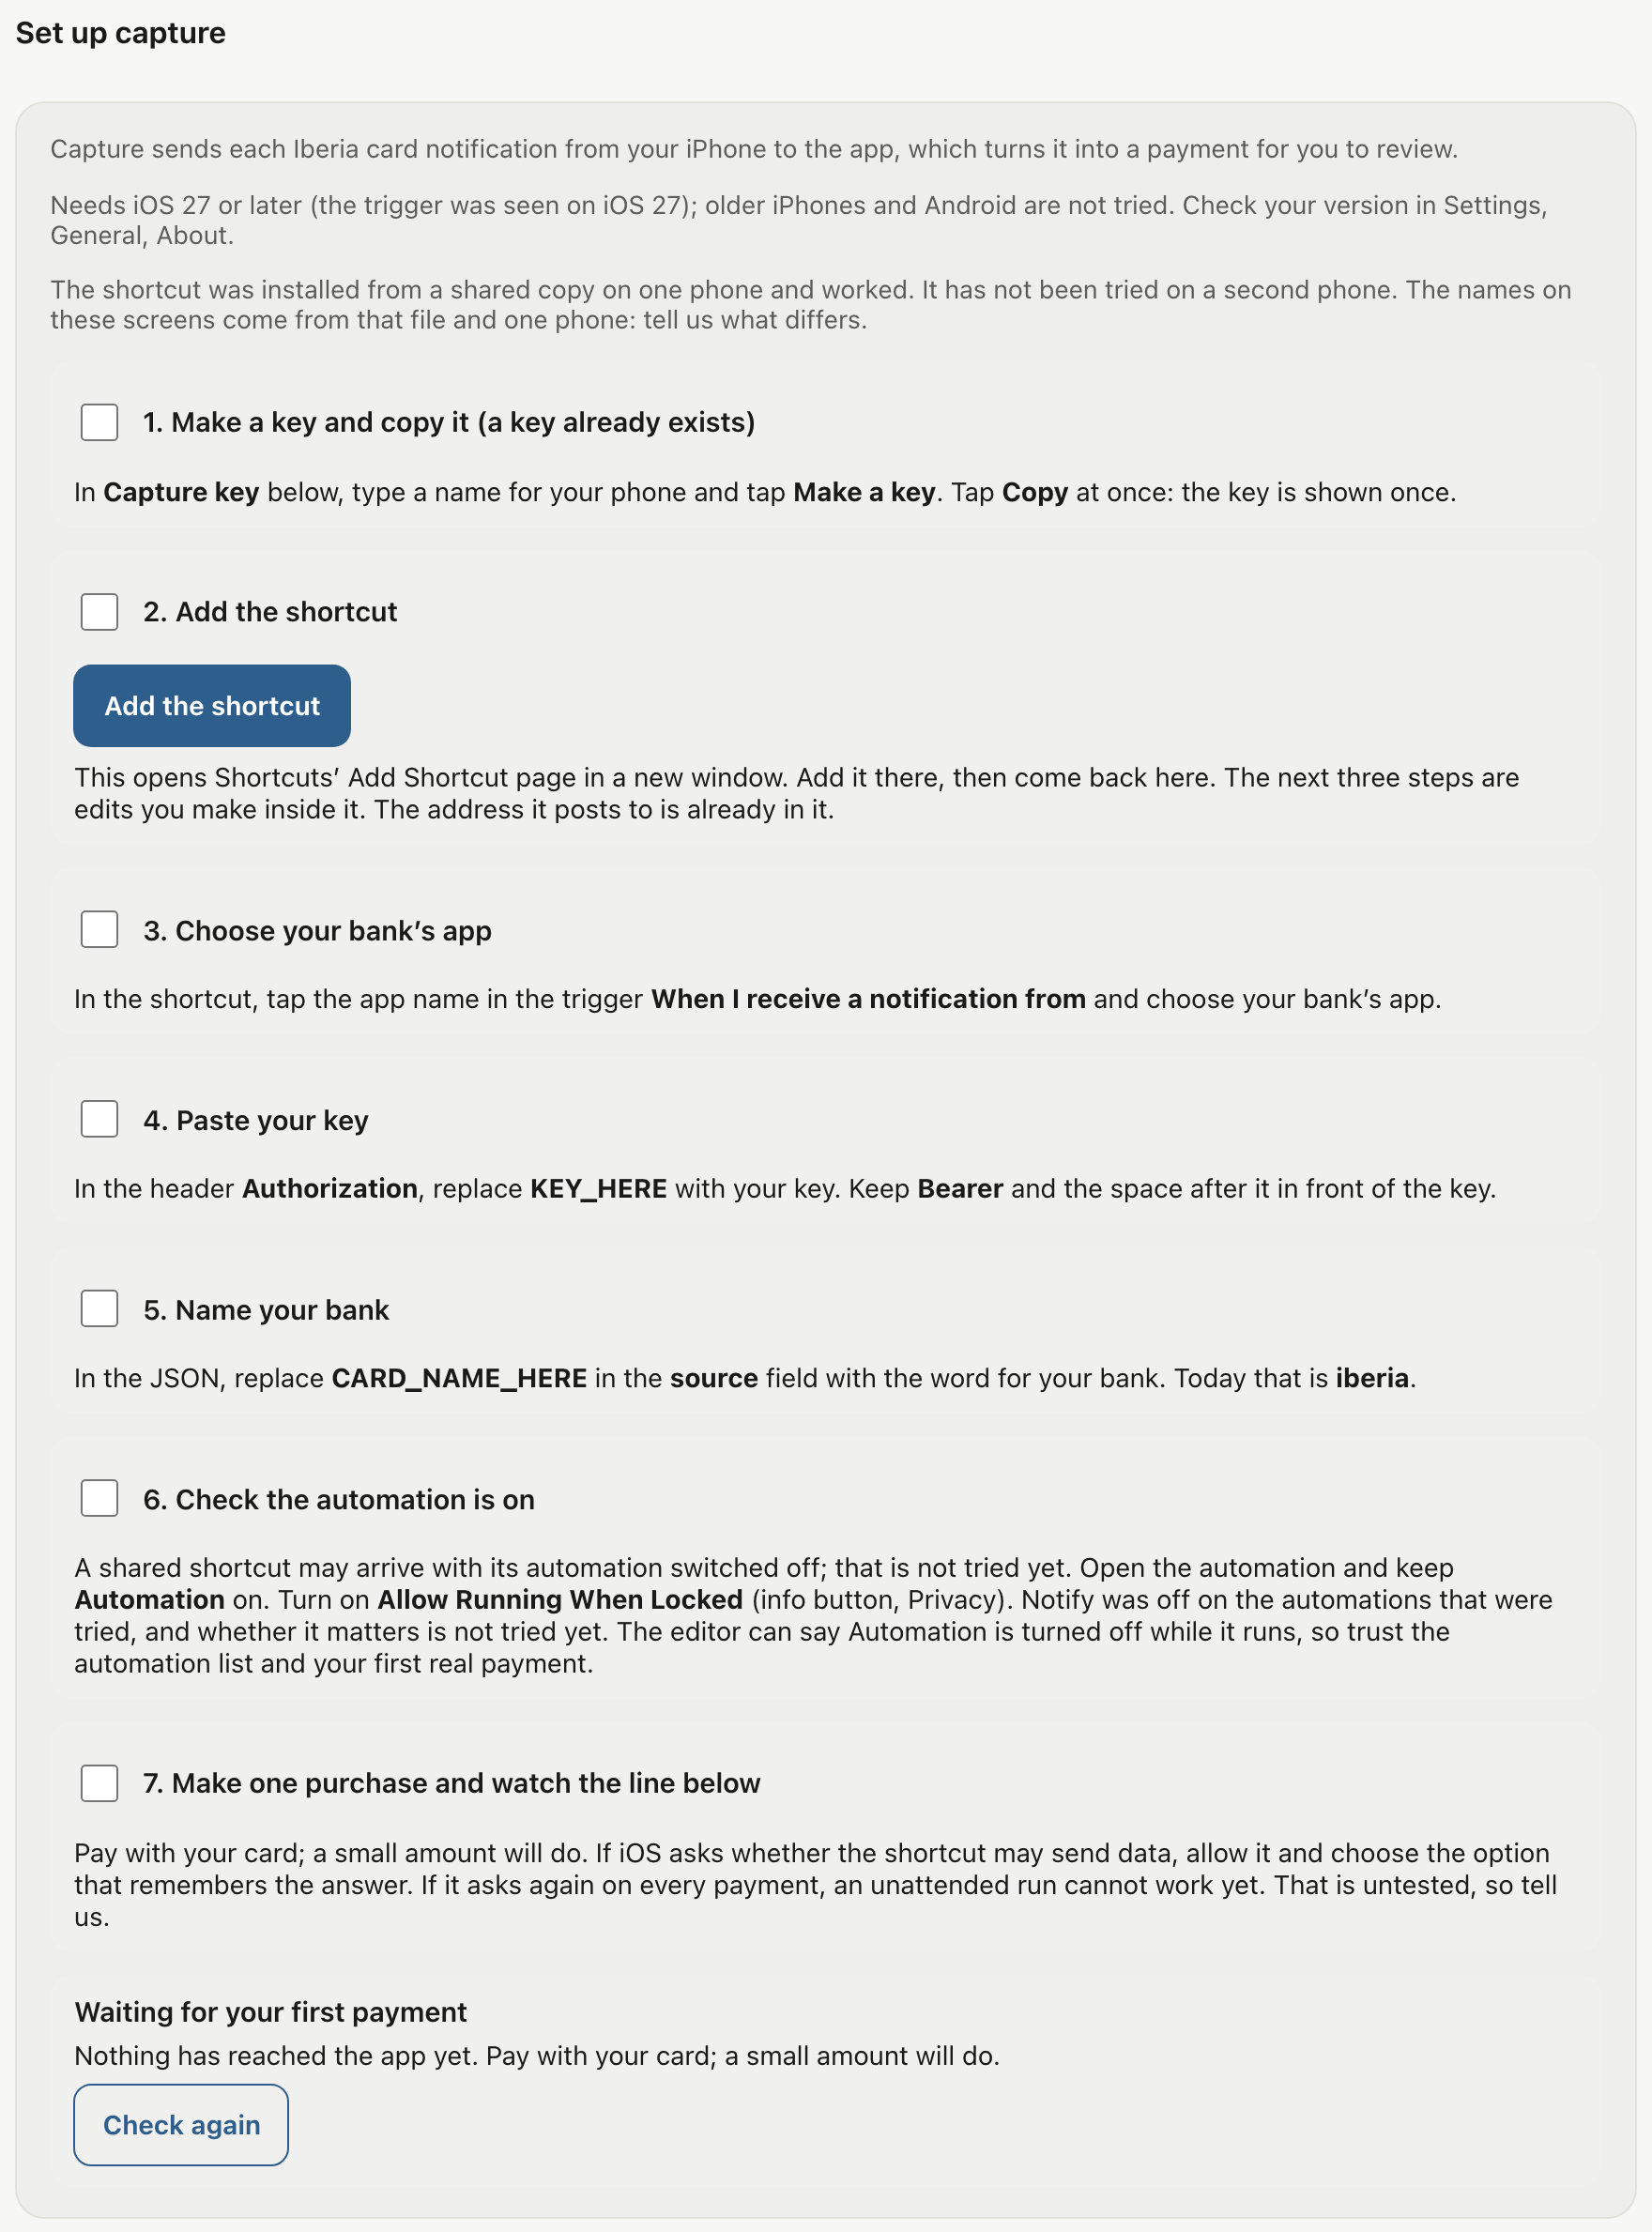 Set up capture
Capture sends each Iberia card notification from your iPhone to the app, which turns it into a payment for you to review.
Needs iOS 27 or later (the trigger was seen on iOS 27); older iPhones and Android are not tried. Check your version in Settings,
General, About.
The shortcut was installed from a shared copy on one phone and worked. It has not been tried on a second phone. The names on
these screens come from that file and one phone: tell us what differs.
1. Make a key and copy it (a key already exists)
In Capture key below, type a name for your phone and tap Make a key. Tap Copy at once: the key is shown once.
2. Add the shortcut
Add the shortcut
This opens Shortcuts’ Add Shortcut page in a new window. Add it there, then come back here. The next three steps are
edits you make inside it. The address it posts to is already in it.
3. Choose your bank’s app
In the shortcut, tap the app name in the trigger When I receive a notification from and choose your bank’s app.
4. Paste your key
In the header Authorization, replace KEY_HERE with your key. Keep Bearer and the space after it in front of the key.
5. Name your bank
In the JSON, replace CARD_NAME_HERE in the source field with the word for your bank. Today that is iberia.
6. Check the automation is on
A shared shortcut may arrive with its automation switched off; that is not tried yet. Open the automation and keep
Automation on. Turn on Allow Running When Locked (info button, Privacy). Notify was off on the automations that were
tried, and whether it matters is not tried yet. The editor can say Automation is turned off while it runs, so trust the
automation list and your first real payment.
7. Make one purchase and watch the line below
Pay with your card; a small amount will do. If iOS asks whether the shortcut may send data, allow it and choose the option
that remembers the answer. If it asks again on every payment, an unattended run cannot work yet. That is untested, so tell
us.
Waiting for your first payment
Nothing has reached the app yet. Pay with your card; a small amount will do.
Check again